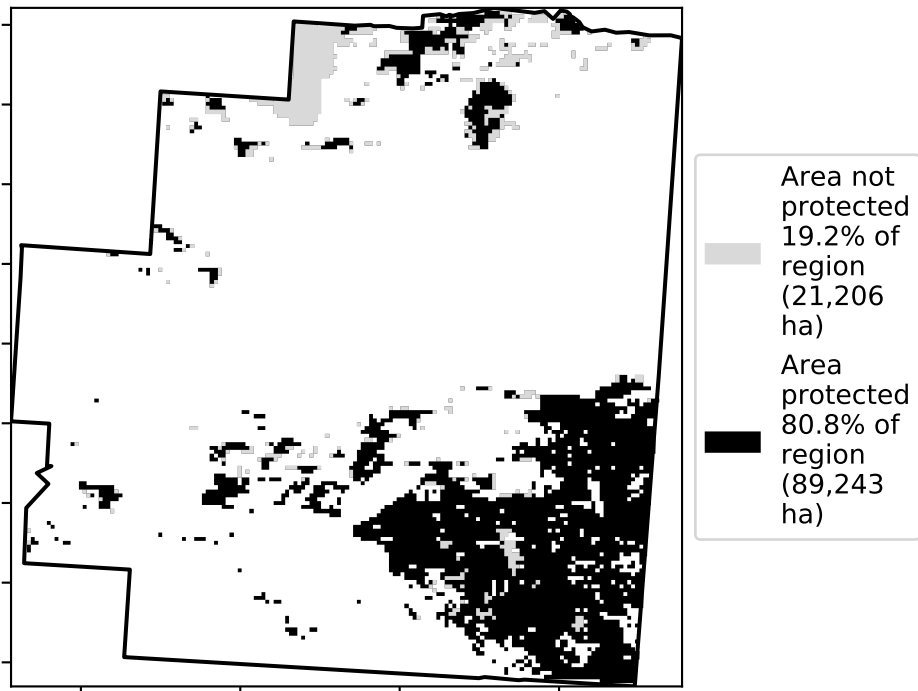 Area not
protected
19.2% of
region
(21,206
ha)
Area
protected
80.8% of
region
(89,243
ha)